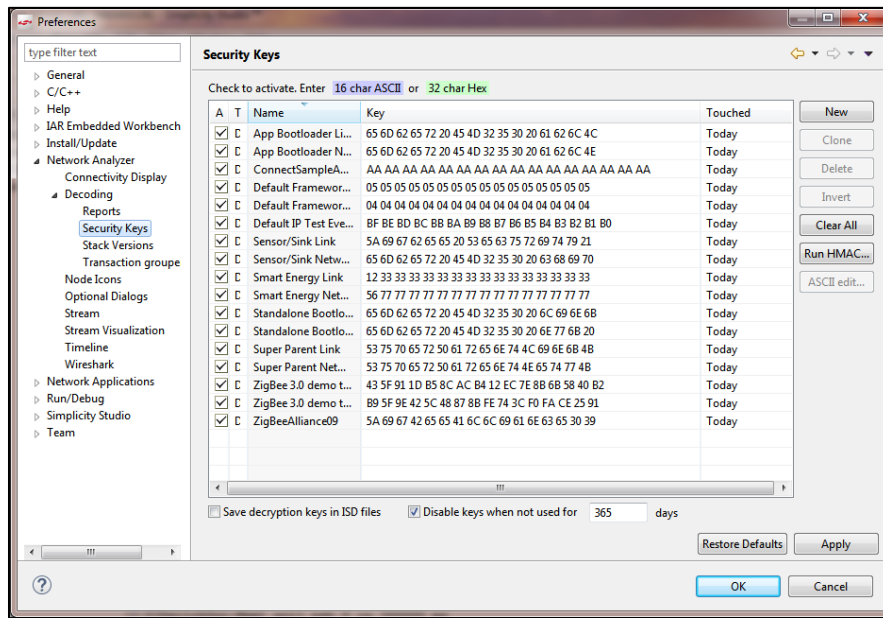 Preferences
type filter text
General
C/C++
Help
IAR Embedded Workbench
Install/Update
Network Analyzer
Connectivity Display
Decoding
Reports
Security Keys
Stack Versions
Transaction groupe
Node Icons
Optional Dialogs
Stream
Stream Visualization
Timeline
Wireshark
Network Applications
Run/Debug
Simplicity Studio
Team
Security Keys
Check to activate. Enter 16 char ASCII or 32 char Hex
A T Name Key Touched
D App Bootloader Li... 65 6D 62 65 72 20 45 4D 32 35 30 20 61 62 6C 4C Today
D App Bootloader N... 65 6D 62 65 72 20 45 4D 32 35 30 20 61 62 6C 4E Today
D ConnectSampleA... AA AA AA AA AA AA AA AA AA AA AA AA AA AA AA AA Today
D Default Framewor... 05 05 05 05 05 05 05 05 05 05 05 05 05 05 05 05 Today
D Default Framewor... 04 04 04 04 04 04 04 04 04 04 04 04 04 04 04 04 Today
D Default IP Test Eve... BF BE BD BC BB BA B9 B8 B7 B6 B5 B4 B3 B2 B1 B0 Today
D Sensor/Sink Link 5A 69 67 62 65 65 20 53 65 63 75 72 69 74 79 21 Today
D Sensor/Sink Netw... 65 6D 62 65 72 20 45 4D 32 35 30 20 63 68 69 70 Today
D Smart Energy Link 12 33 33 33 33 33 33 33 33 33 33 33 33 33 33 33 Today
D Smart Energy Net... 56 77 77 77 77 77 77 77 77 77 77 77 77 77 77 77 Today
D Standalone Bootlo... 65 6D 62 65 72 20 45 4D 32 35 30 20 6C 69 6E 6B Today
D Standalone Bootlo... 65 6D 62 65 72 20 45 4D 32 35 30 20 6E 77 6B 20 Today
D Super Parent Link 53 75 70 65 72 50 61 72 65 6E 74 4C 69 6E 6B 4B Today
D Super Parent Net... 53 75 70 65 72 50 61 72 65 6E 74 4E 65 74 77 4B Today
D ZigBee 3.0 demo t... 43 5F 91 1D B5 8C AC B4 12 EC 7E 8B 6B 58 40 B2 Today
D ZigBee 3.0 demo t... B9 5F 9E 42 5C 48 87 8B FE 74 3C F0 FA CE 25 91 Today
D ZigBeeAlliance09 5A 69 67 42 65 65 41 6C 6C 69 61 6E 63 65 30 39 Today
New
Clone
Delete
Invert
Clear All
Run HMAC...
ASCII edit...
Save decryption keys in ISD files Disable keys when not used for 365 days
Restore Defaults Apply
OK Cancel